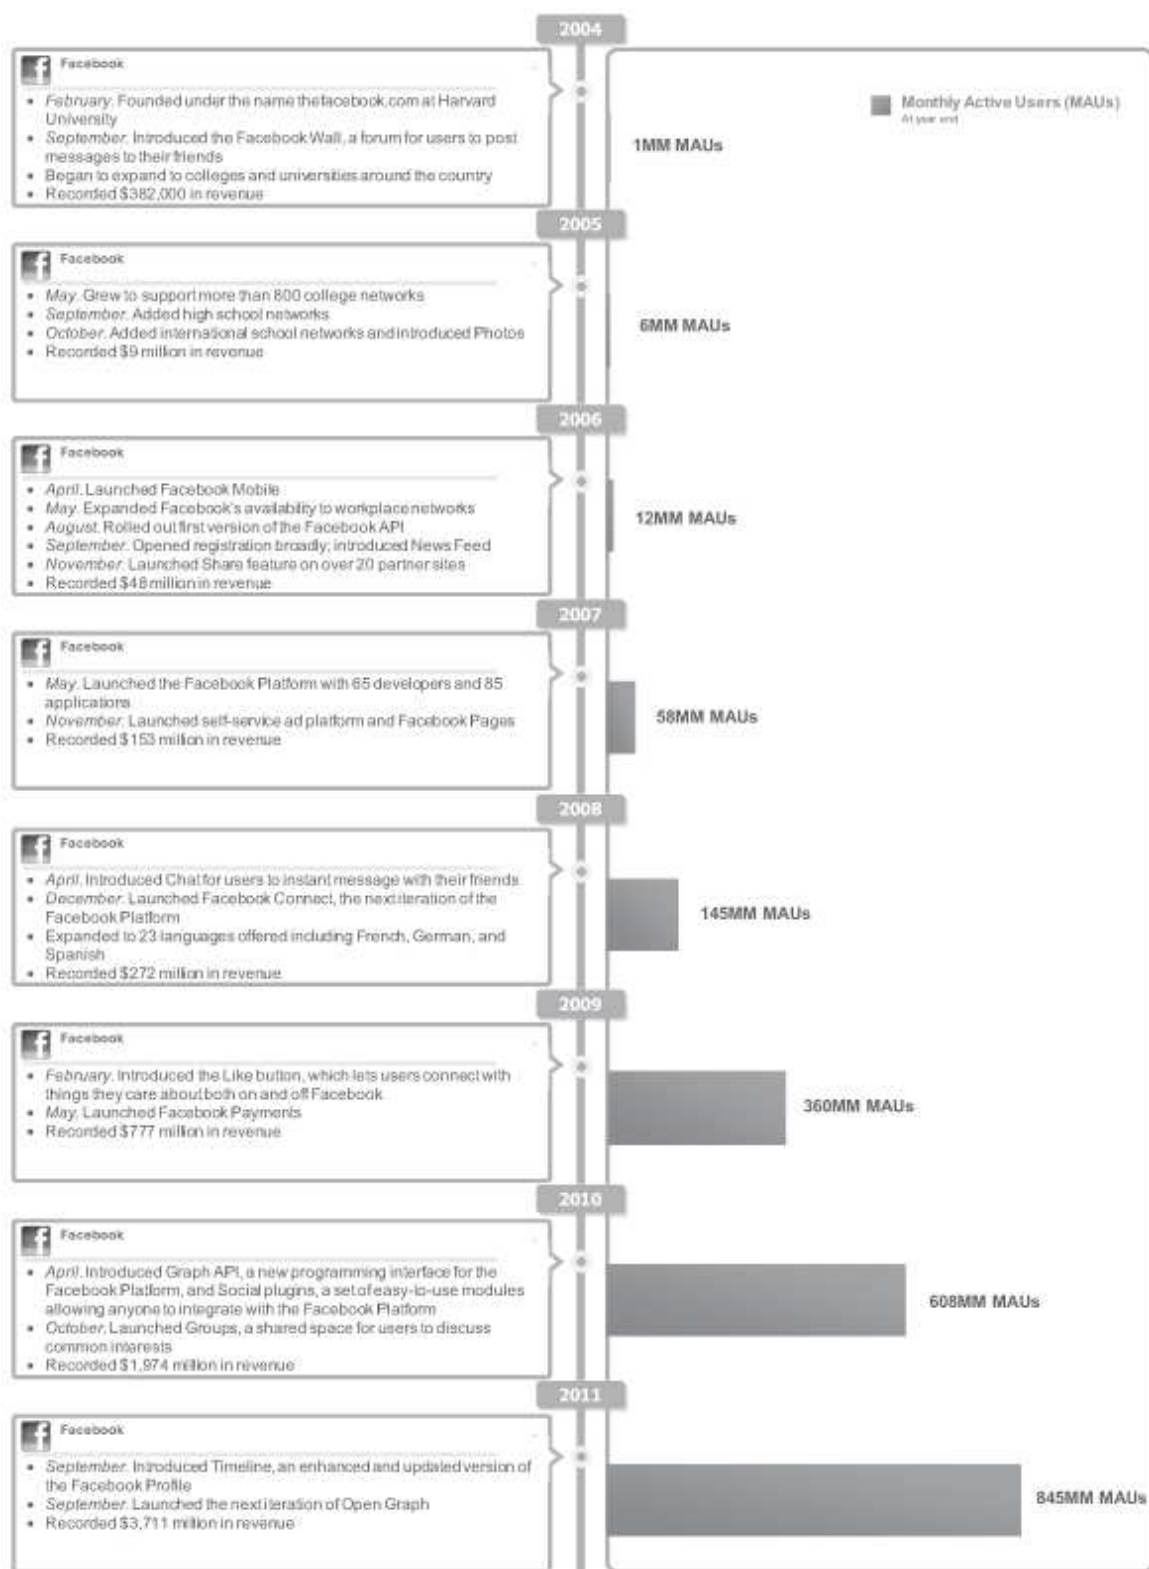 2004
Facebook
• February. Founded under the name thefacebook.com at Harvard
University
• September. Introduced the Facebook Wall, a forum for users to post
messages to their friends
• Began to expand to colleges and universities around the country
• Recorded $382,000 in revenue
Monthly Active Users (MAUs)
At year end
1MM MAUs
2005
Facebook
• May. Grew to support more than 800 college networks
• September. Added high school networks
• October. Added international school networks and introduced Photos
• Recorded $9 million in revenue
6MM MAUs
2006
Facebook
• April. Launched Facebook Mobile
• May. Expanded Facebook's availability to workplace networks
• August. Rolled out first version of the Facebook API
• September. Opened registration broadly; introduced News Feed
• November. Launched Share feature on over 20 partner sites
• Recorded $48 million in revenue
12MM MAUs
2007
Facebook
• May. Launched the Facebook Platform with 65 developers and 85
applications
• November. Launched self-service ad platform and Facebook Pages
• Recorded $153 million in revenue
58MM MAUs
2008
Facebook
• April. Introduced Chat for users to instant message with their friends
• December. Launched Facebook Connect, the next iteration of the
Facebook Platform
• Expanded to 23 languages offered including French, German, and
Spanish
• Recorded $272 million in revenue
145MM MAUs
2009
Facebook
• February. Introduced the Like button, which lets users connect with
things they care about both on and off Facebook
• May. Launched Facebook Payments
• Recorded $777 million in revenue
360MM MAUs
2010
Facebook
• April. Introduced Graph API, a new programming interface for the
Facebook Platform, and Social plugins, a set of easy-to-use modules
allowing anyone to integrate with the Facebook Platform
• October. Launched Groups, a shared space for users to discuss
common interests
• Recorded $1,974 million in revenue
608MM MAUs
2011
Facebook
• September. Introduced Timeline, an enhanced and updated version of
the Facebook Profile
• September. Launched the next iteration of Open Graph
• Recorded $3,711 million in revenue
845MM MAUs